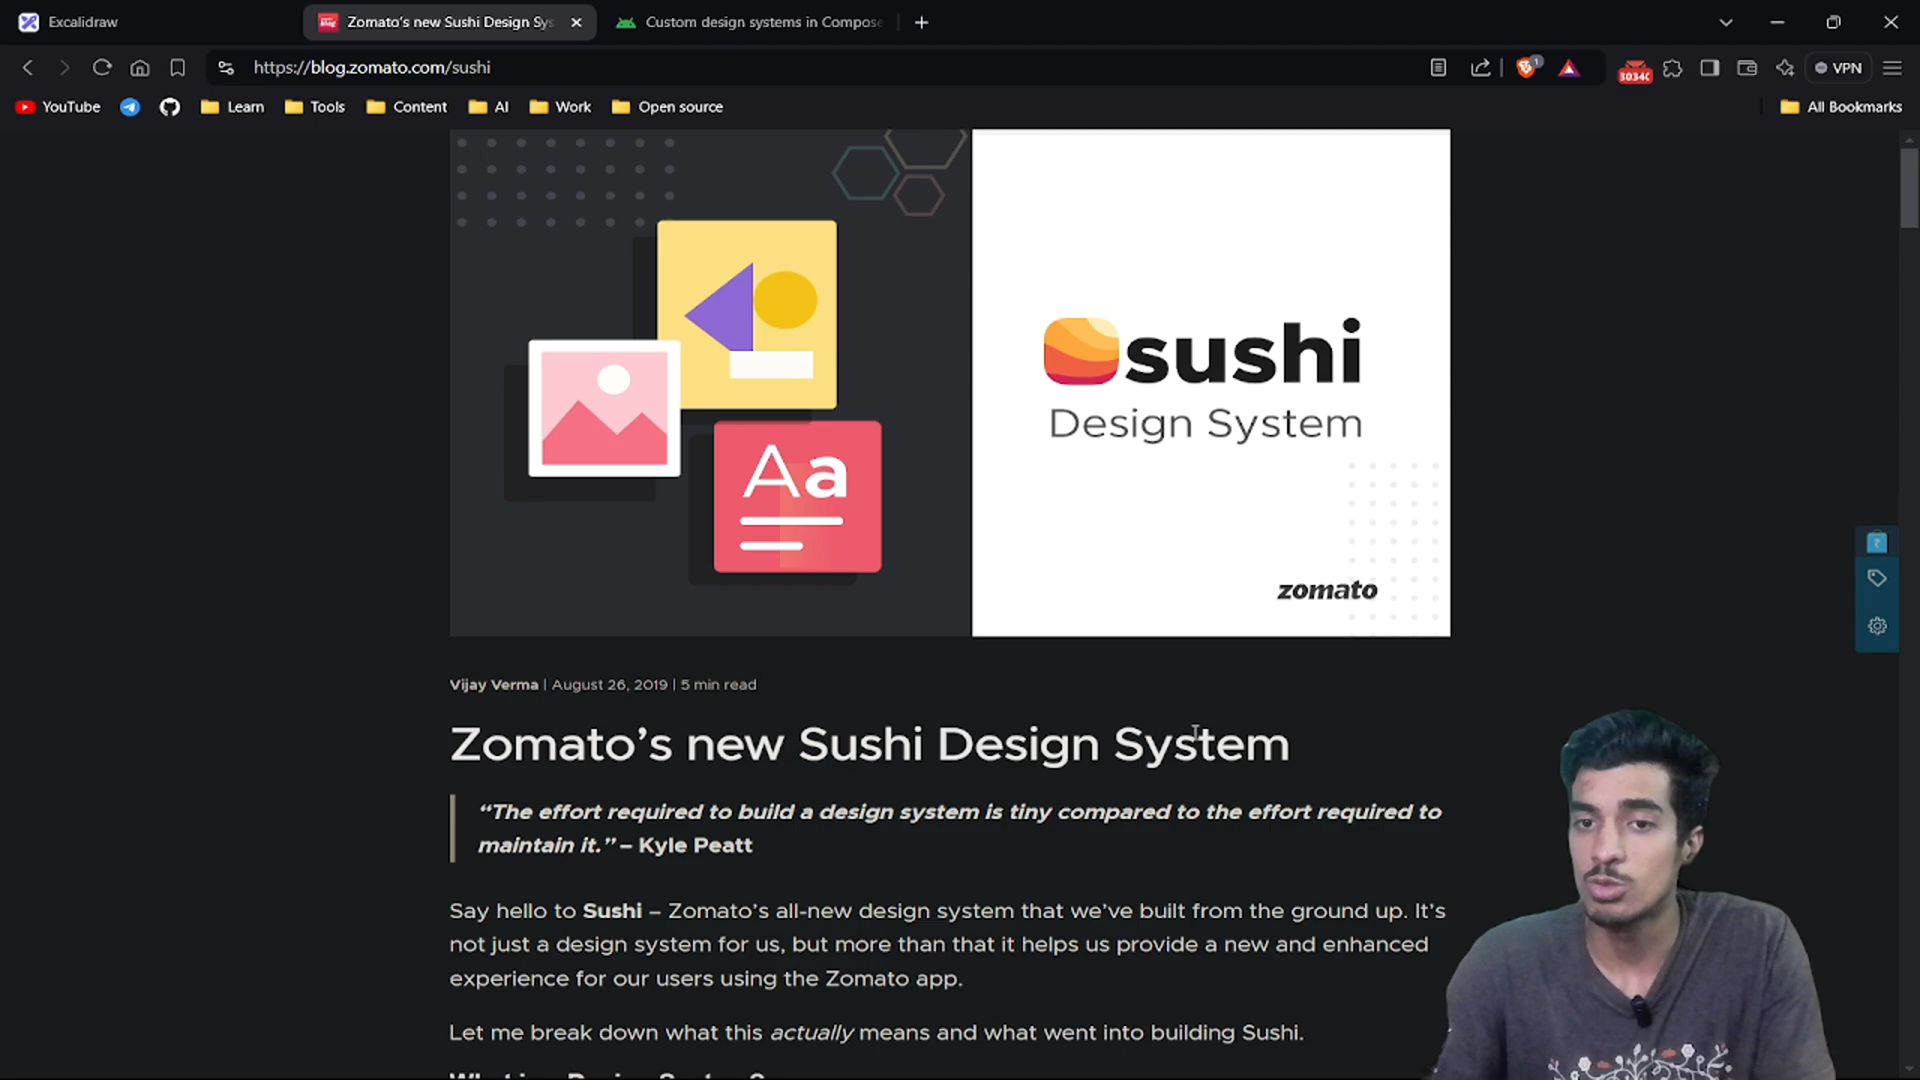 Excalidraw
Zomato's new Sushi Design Sys
Custom design systems in Compose
https://blog.zomato.com/sushi
1
3034C
VPN
YouTube
Learn
Tools
Content
AI
Work
Open source
All Bookmarks
sushi
Design System
Aa
zomato
Vijay Verma | August 26, 2019 | 5 min read
Zomato's new Sushi Design System
“The effort required to build a design system is tiny compared to the effort required to
maintain it.” – Kyle Peatt
Say hello to Sushi – Zomato's all-new design system that we've built from the ground up. It's
not just a design system for us, but more than that it helps us provide a new and enhanced
experience for our users using the Zomato app.
Let me break down what this actually means and what went into building Sushi.